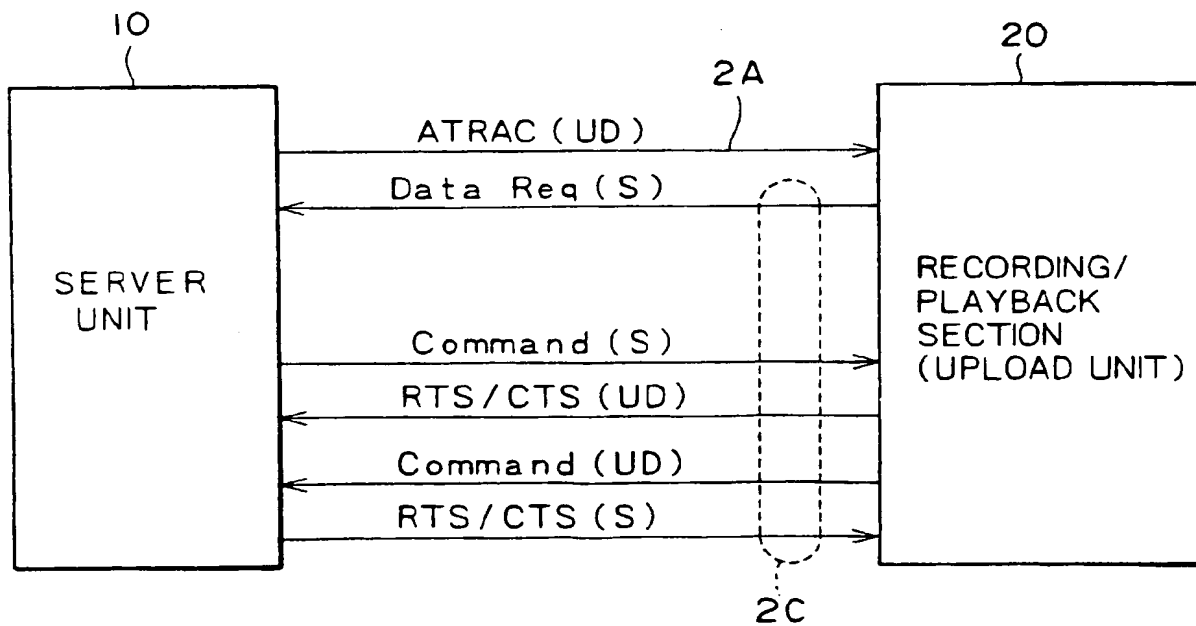 10
20
2A
ATRAC (UD)
Data Req (S)
SERVER
UNIT
RECORDING/
PLAYBACK
SECTION
(UPLOAD UNIT)
Command (S)
RTS/CTS (UD)
Command (UD)
RTS/CTS (S)
2C